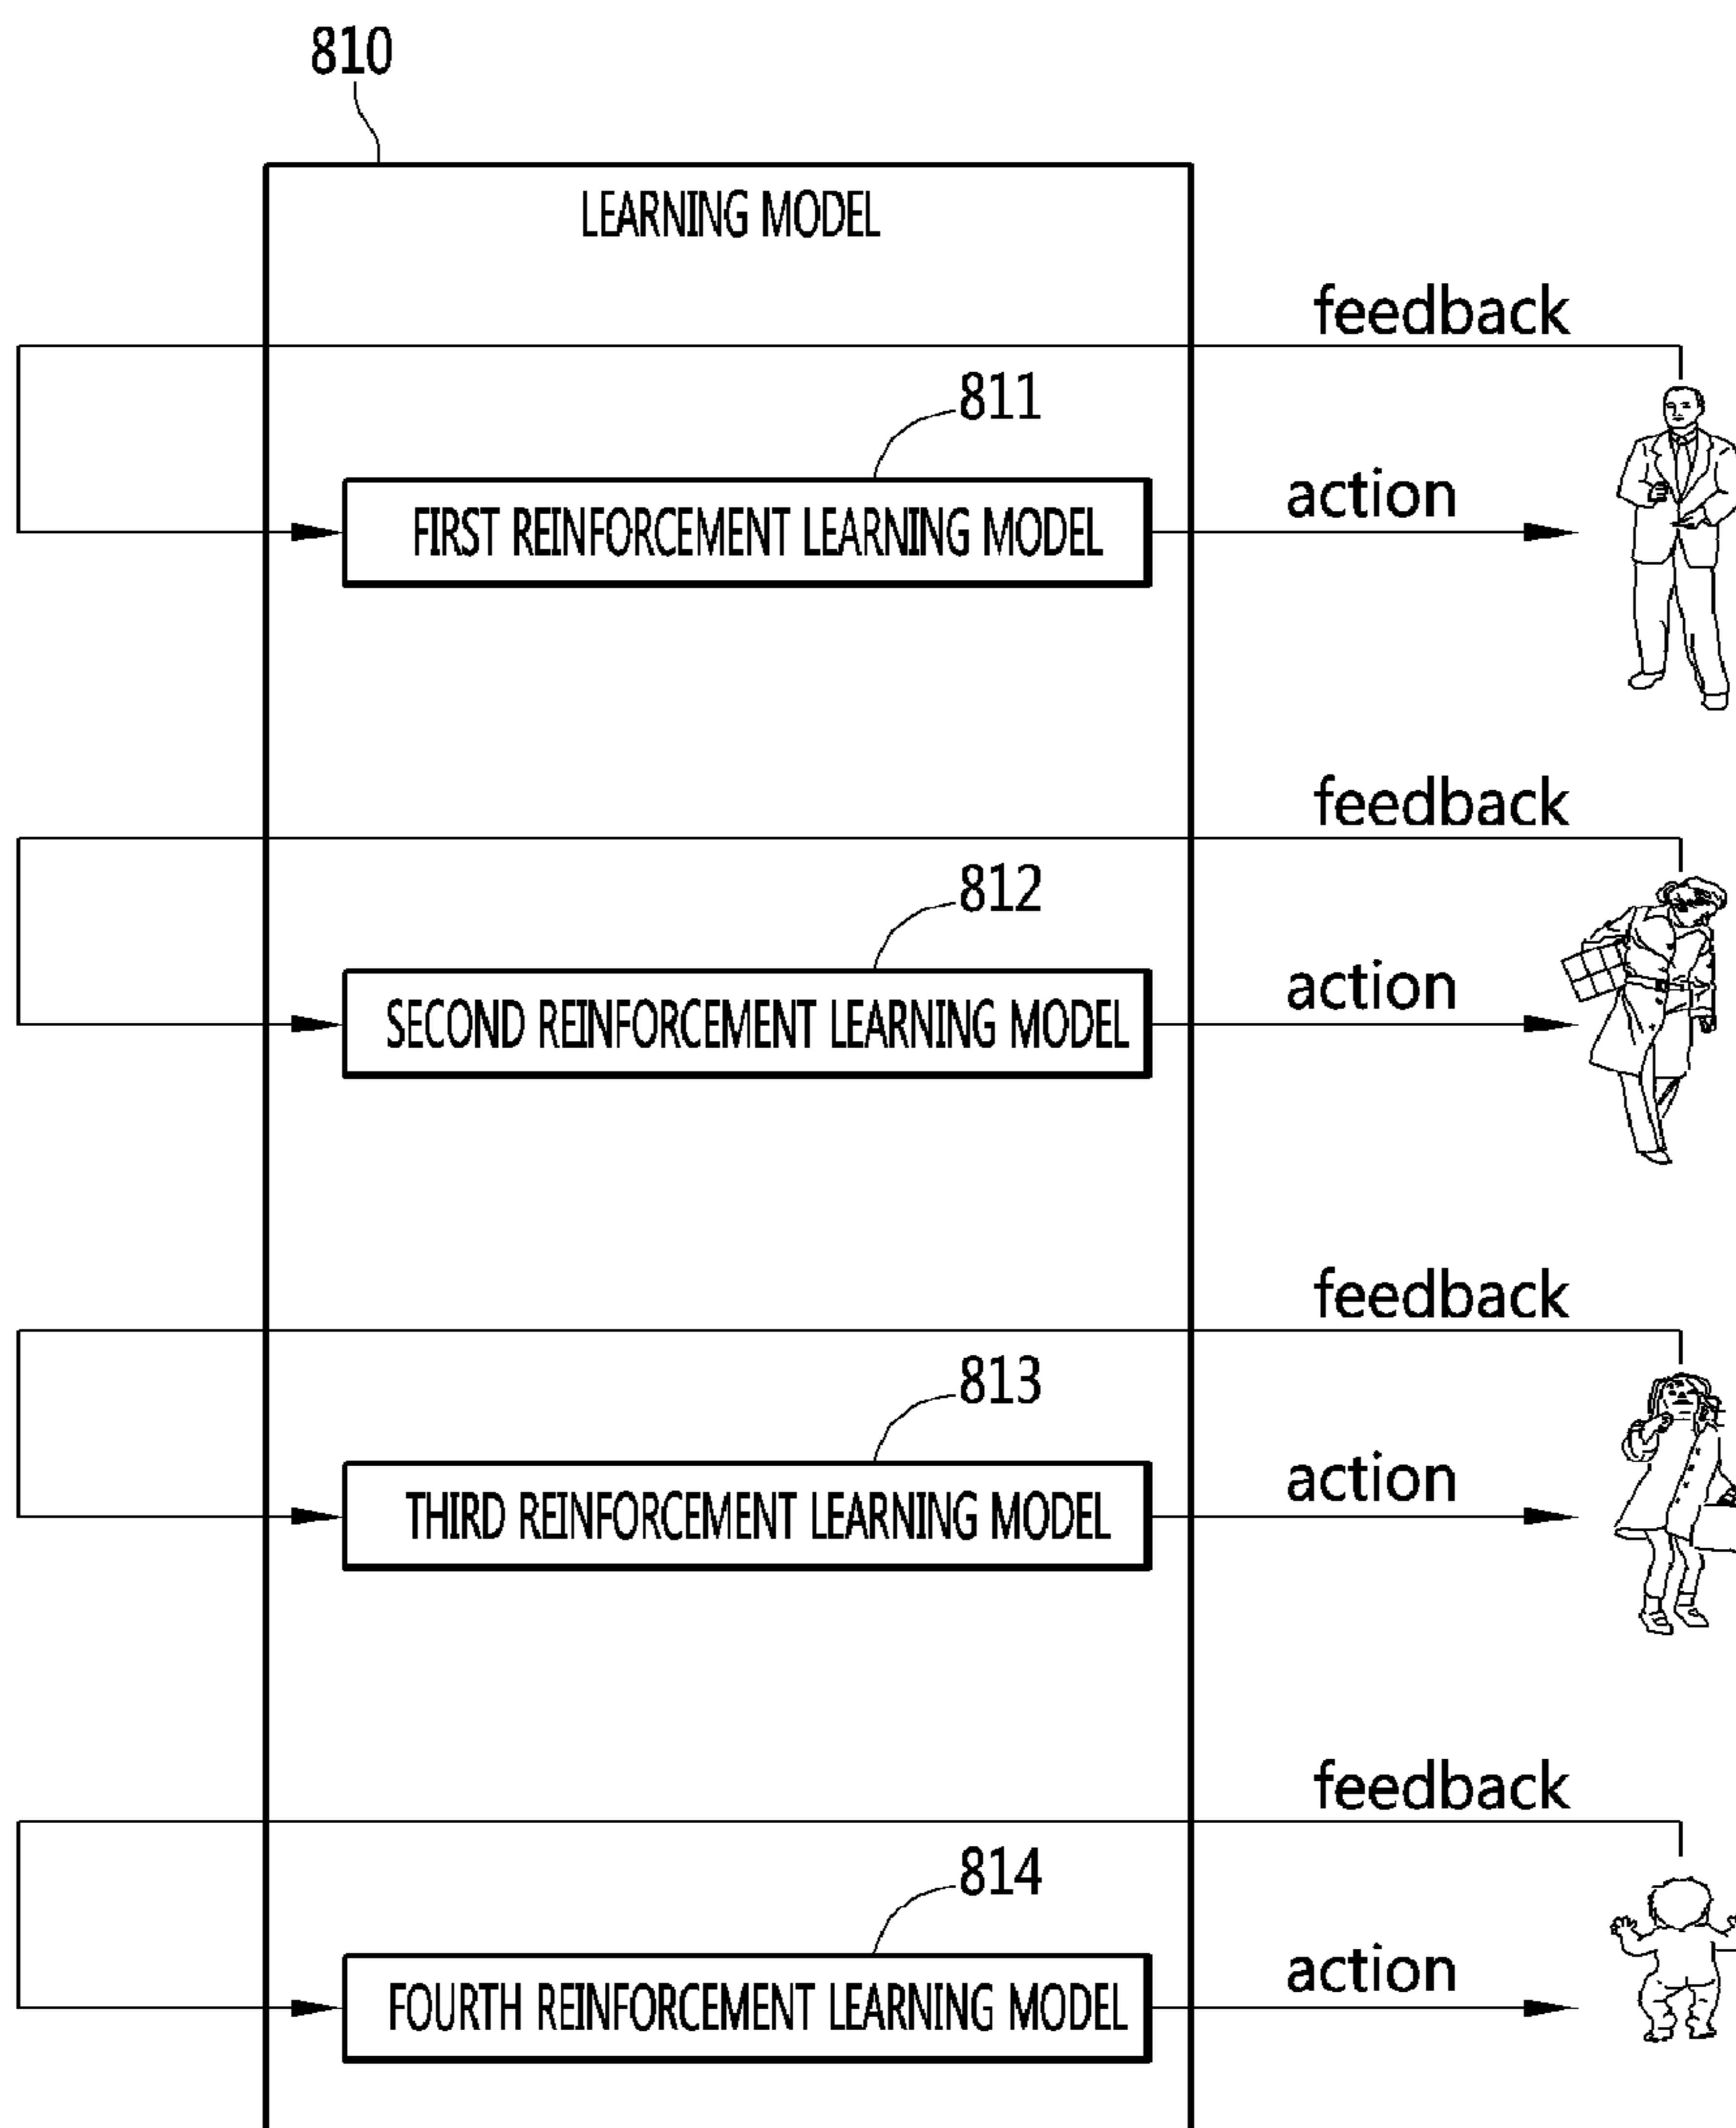 810
LEARNING MODEL
feedback
811
action
FIRST REINFORCEMENT LEARNING MODEL
feedback
812
action
SECOND REINFORCEMENT LEARNING MODEL
feedback
813
action
THIRD REINFORCEMENT LEARNING MODEL
feedback
814
action
FOURTH REINFORCEMENT LEARNING MODEL